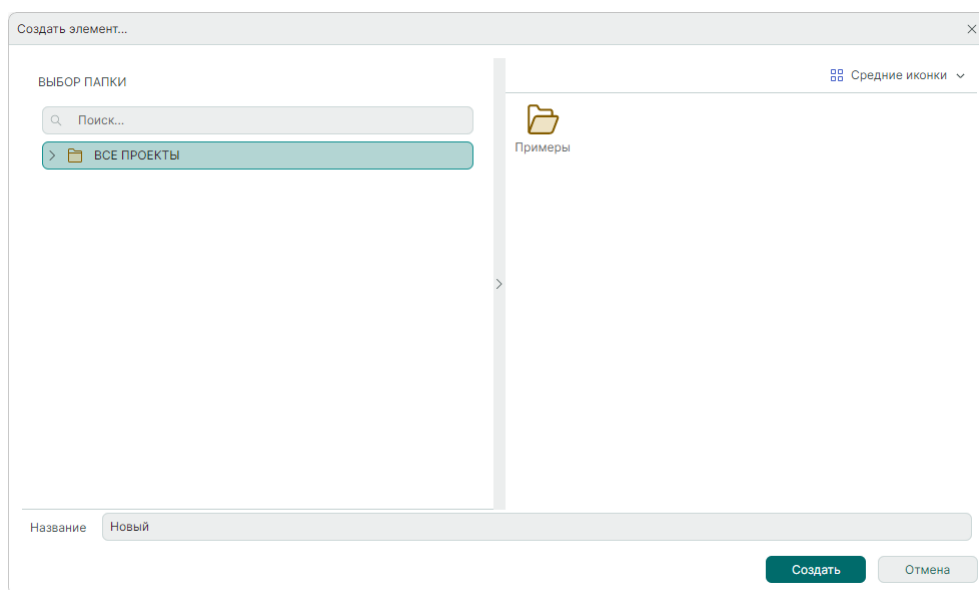 Создать элемент...
ВЫБОР ПАПКИ
Поиск...
ВСЕ ПРОЕКТЫ
Средние иконки
Примеры
Название
Новый
Создать
Отмена